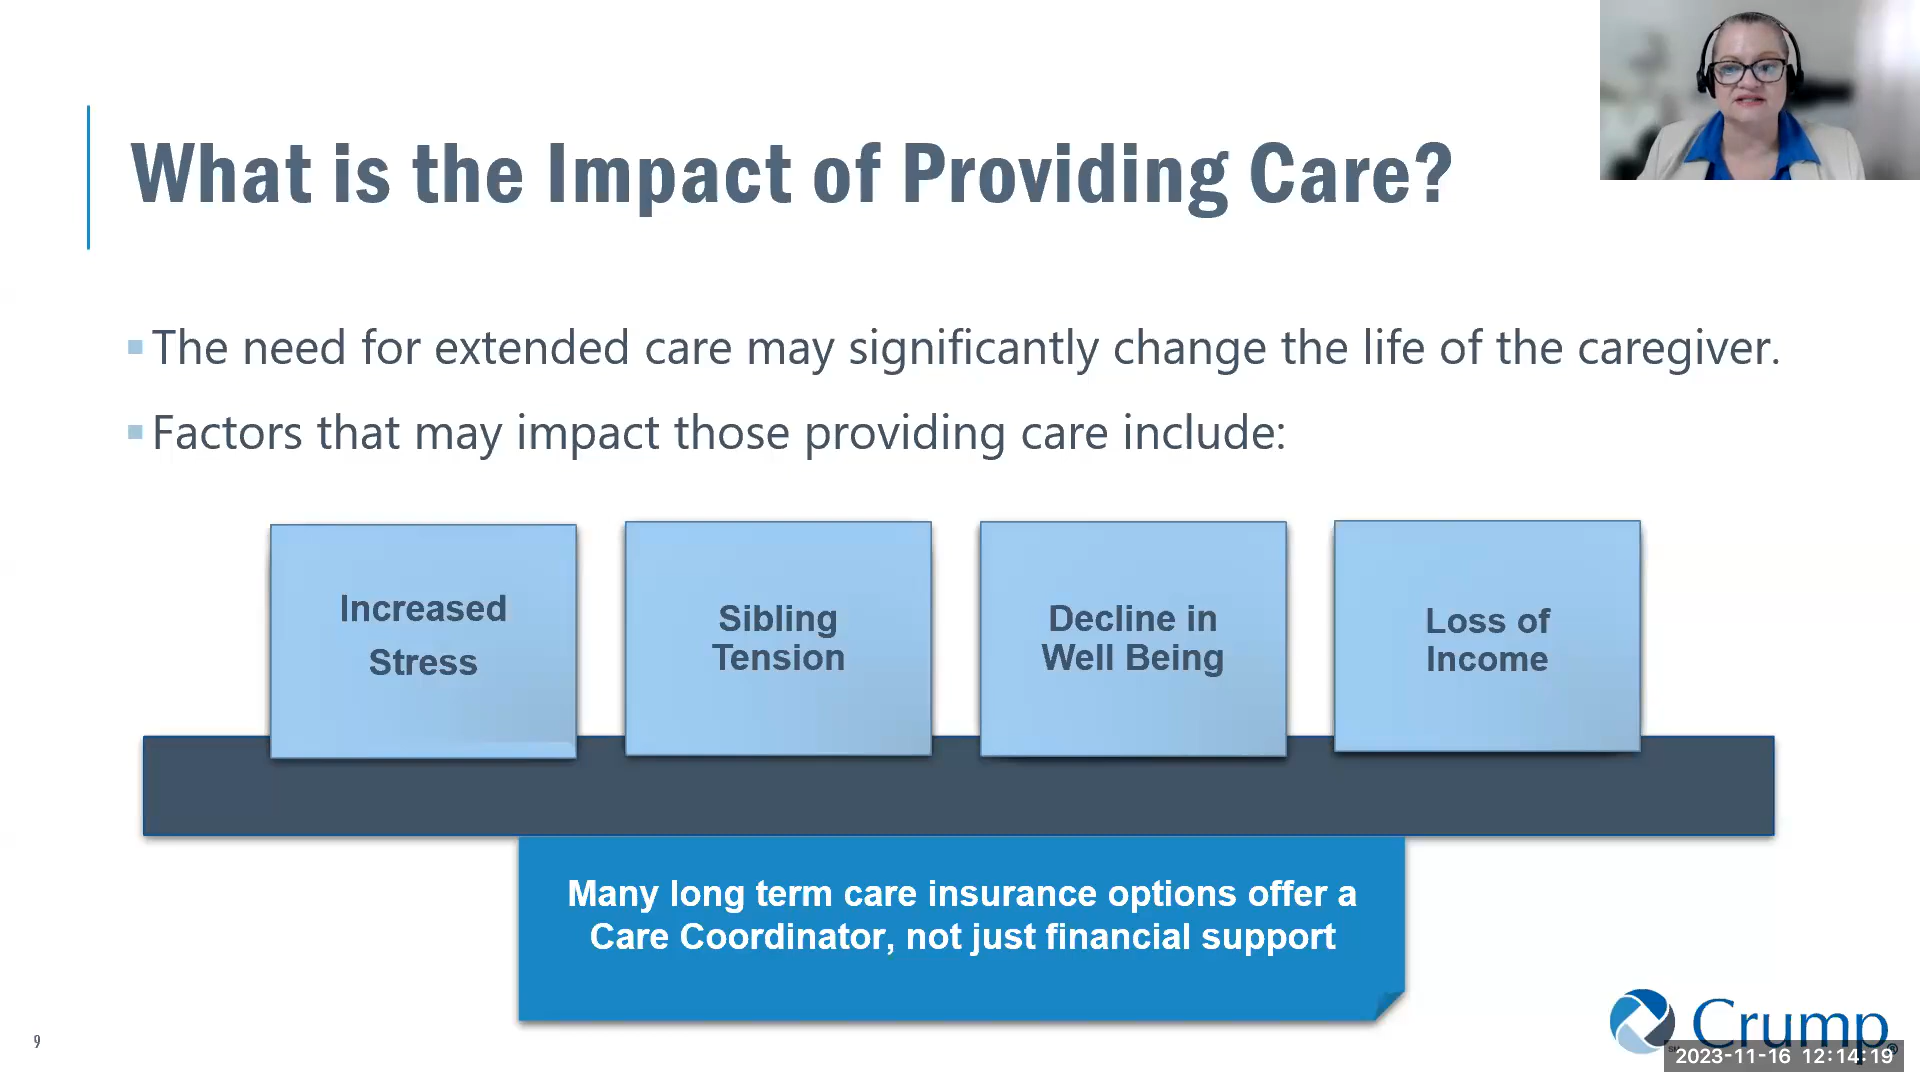 What is the Impact of Providing Care?
The need for extended care may significantly change the life of the caregiver.
Factors that may impact those providing care include:
Increased
Stress
Sibling
Tension
Decline in
Well Being
Loss of
Income
Many long term care insurance options offer a
Care Coordinator, not just financial support
9
Crump®
SM
2023-11-16 12:14:19